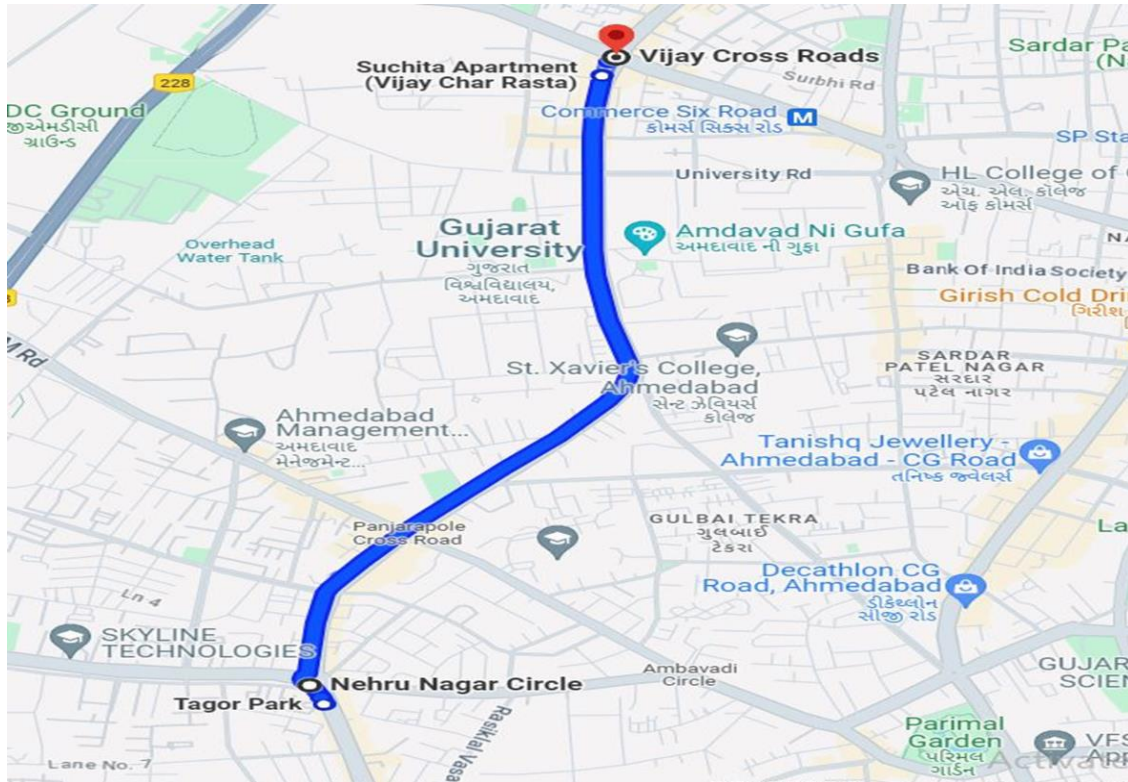 Vijay Cross Roads
Sardar Pa
(N
Suchita Apartment
(Vijay Char Rasta)
228
Surbhi Rd
DC Ground
જીએમડીસી
ગ્રાઉન્ડ
Commerce Six Road M
કોમર્સ સિક્સ રોડ
SP Sta
University Rd
HL College of C
એચ. એલ. કૉલેજ
ઑફ કોમર્સ
Gujarat
University
ગુજરાત
વિશ્વવિદ્યાલય,
અમદાવાદ
Amdavad Ni Gufa
અમદાવાદ ની ગુફા
NA
Overhead
Water Tank
Bank Of India Society
Girish Cold Dri
ગિરીશ
M Rd
St. Xavier's College,
Ahmedabad
સેન્ટ ઝેવિયર્સ
કૉલેજ
SARDAR
PATEL NAGAR
સરદાર
પટેલ નગર
Ahmedabad
Management...
અમદાવાદ
મેનેજમેન્ટ...
Tanishq Jewellery -
Ahmedabad - CG Road
તનિષ્ક જ્વેલર્સ
Panjarapole
Cross Road
GULBAI TEKRA
ગુલબાઈ
ટેકરા
La
Decathlon CG
Road, Ahmedabad
ડીકેથ્લોન
સીજી રોડ
Ln 4
SKYLINE
TECHNOLOGIES
Ambavadi
Circle
GUJAR
SCIEN
Nehru Nagar Circle
Tagor Park
Rasiklal Vasa
Parimal
Garden
પરિમલ
ગાર્ડન
VFS
App
Lane No. 7
Activat